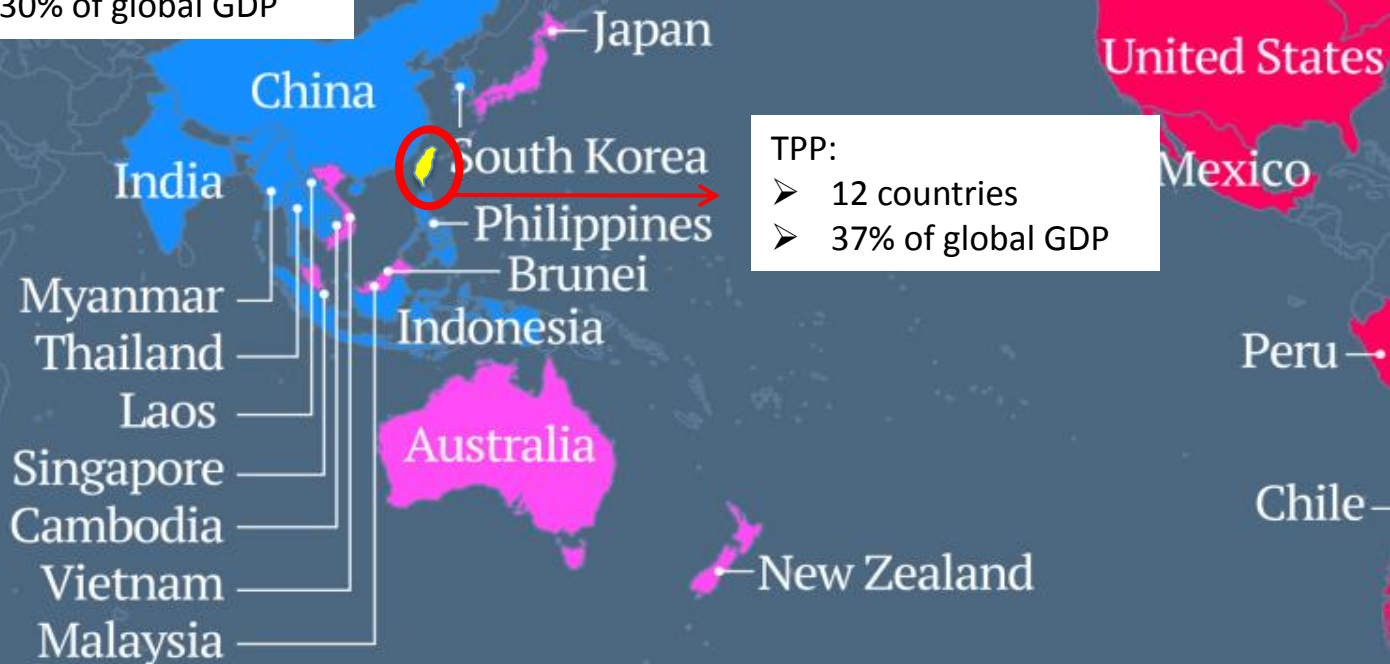 30% of global GDP
Japan
China
United States
South Korea
India
TPP:
➤ 12 countries
➤ 37% of global GDP
Mexico
Philippines
Brunei
Myanmar
Indonesia
Thailand
Peru
Laos
Australia
Singapore
Chile
Cambodia
New Zealand
Vietnam
Malaysia